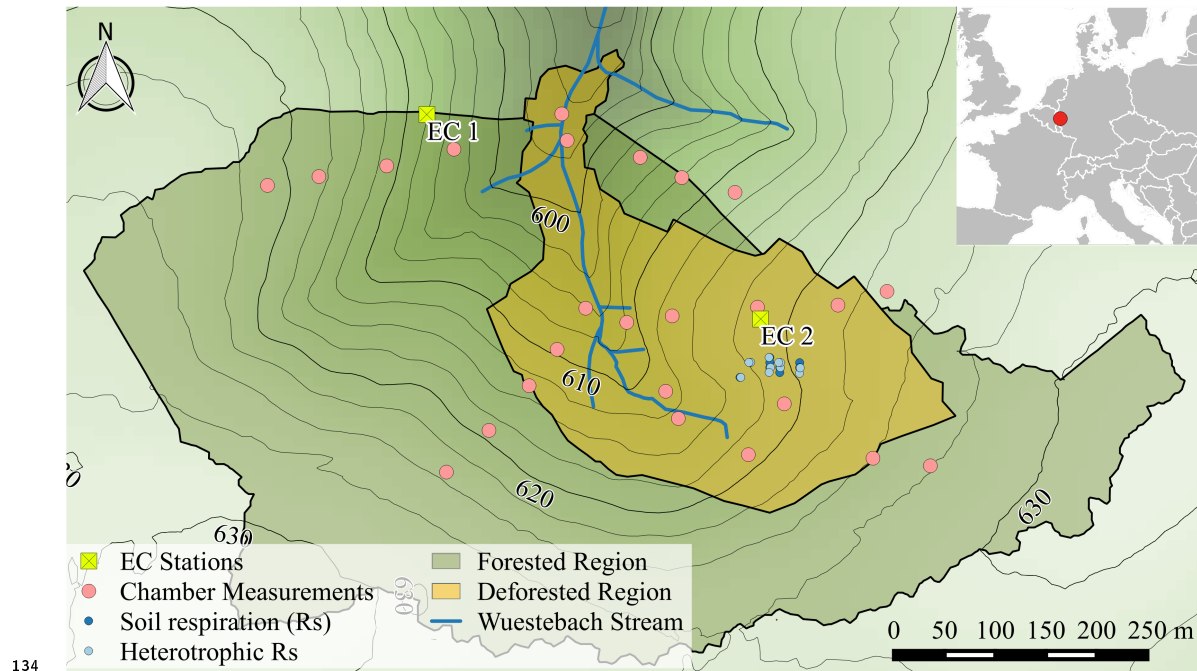 N
EC 1
600
EC 2
610
620
630
630
630
EC Stations
Forested Region
Chamber Measurements
Deforested Region
Soil respiration (Rs)
Wuestebach Stream
Heterotrophic Rs
0 50 100 150 200 250 m
134